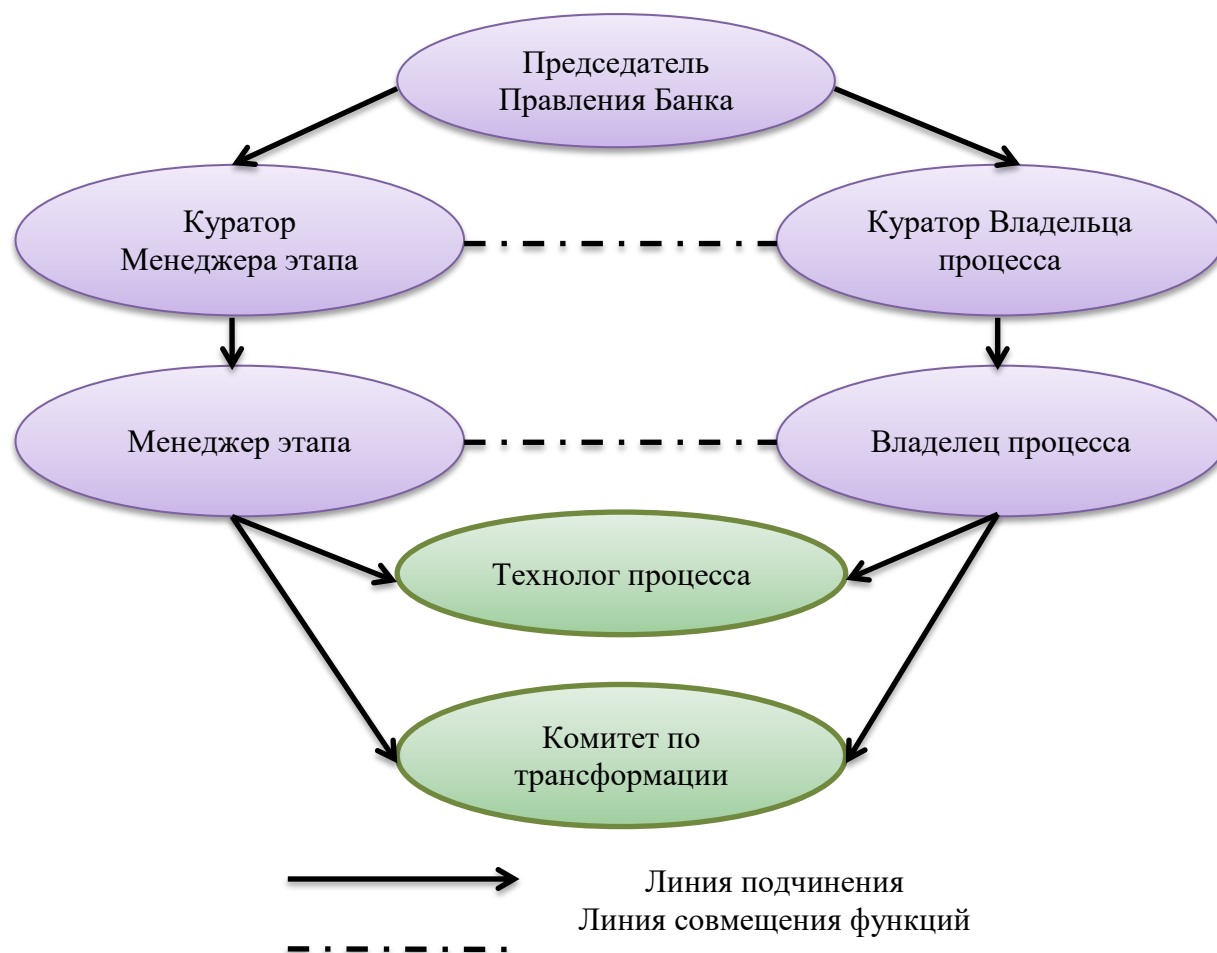 Председатель
Правления Банка
Куратор
Менеджера этапа
Куратор Владельца
процесса
Менеджер этапа
Владелец процесса
Технолог процесса
Комитет по
трансформации
Линия подчинения
Линия совмещения функций